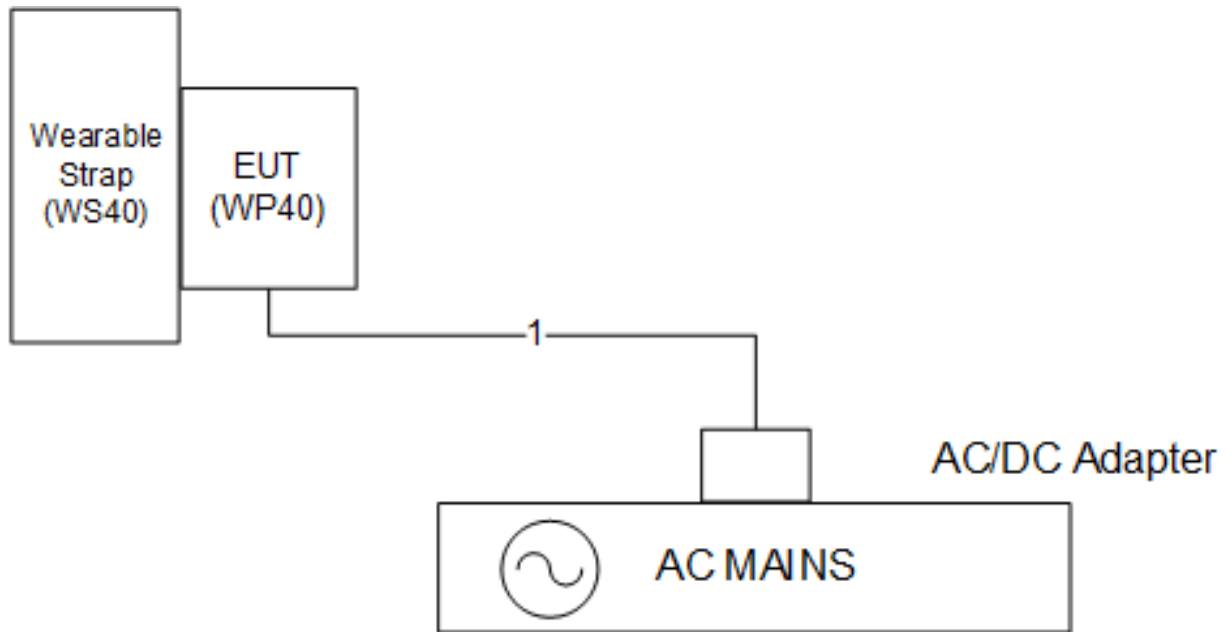 Wearable
Strap
(WS40)
EUT
(WP40)
1
AC/DC Adapter
AC MAINS